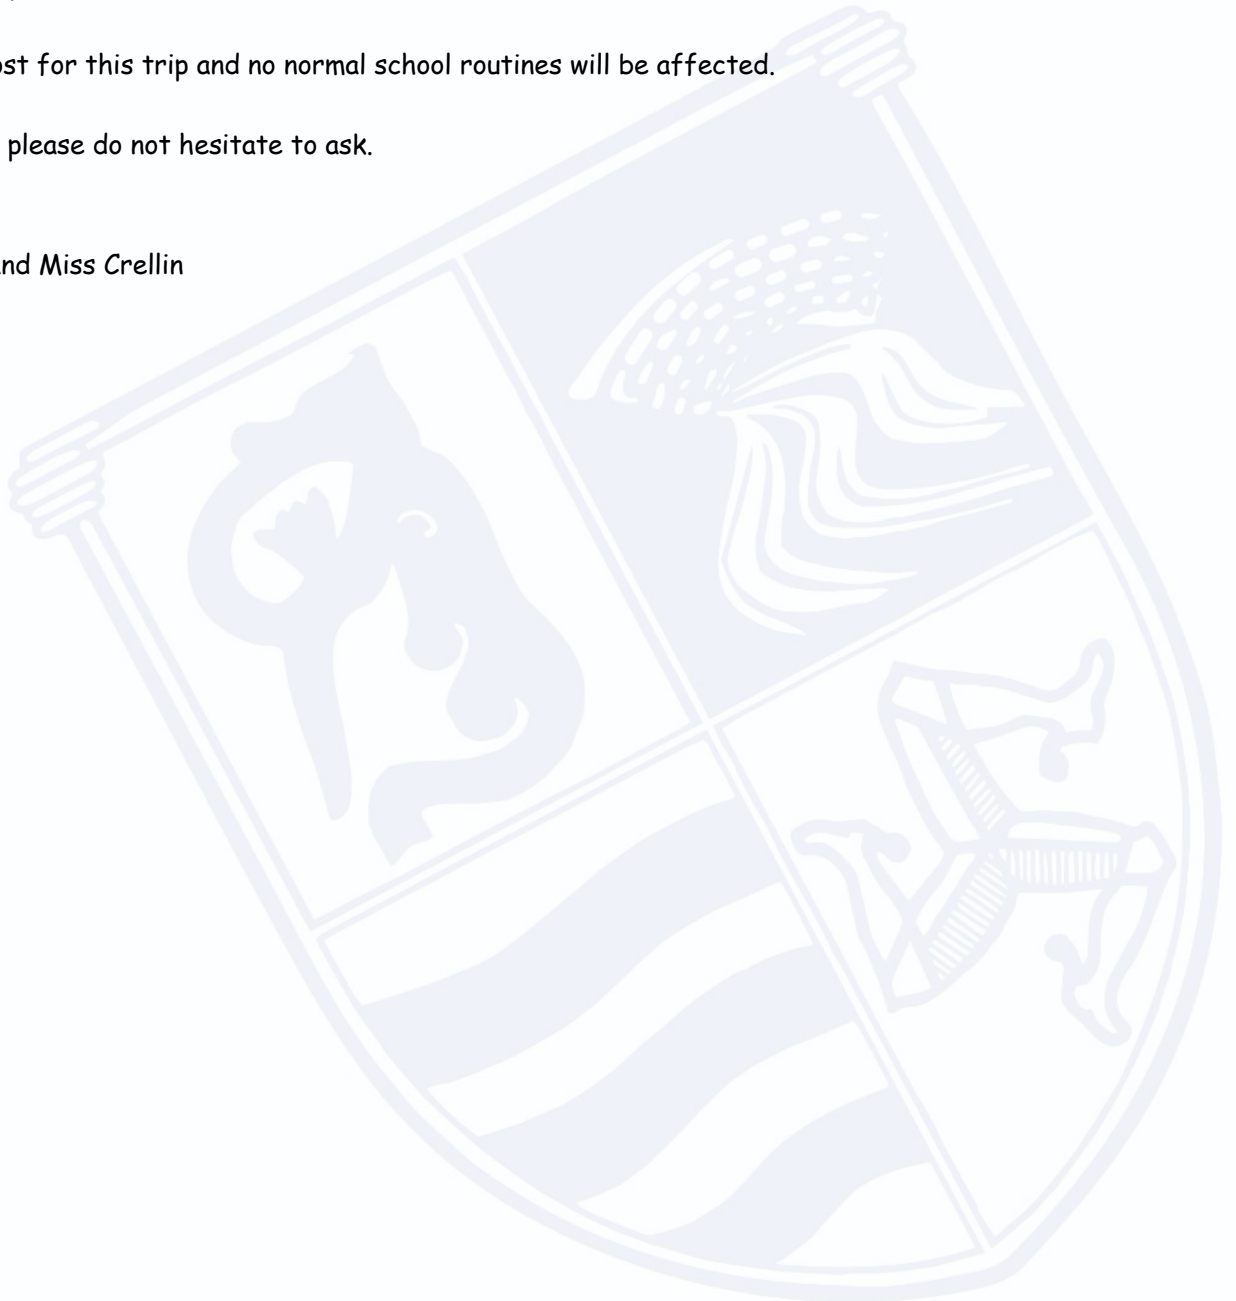 ost for this trip and no normal school routines will be affected.
please do not hesitate to ask.
nd Miss Crellin